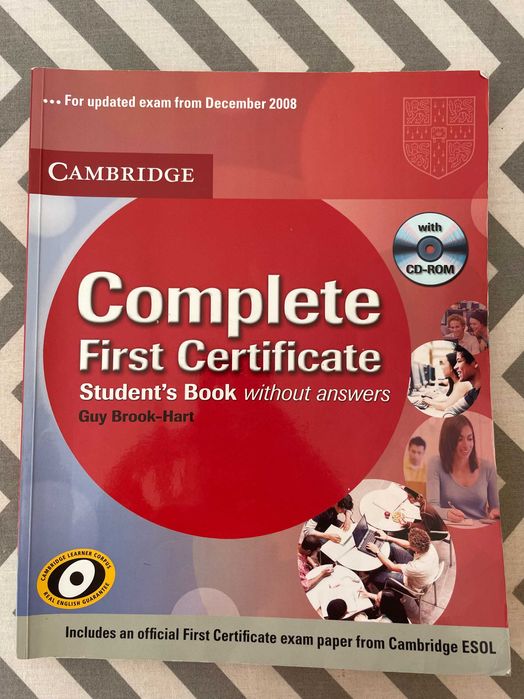 ... For updated exam from December 2008
CAMBRIDGE
with
CD-ROM
Complete
First Certificate
Student's Book without answers
Guy Brook-Hart
CAMBRIDGE LEARNER CORPUS
REAL ENGLISH GUARANTEE
Includes an official First Certificate exam paper from Cambridge ESOL